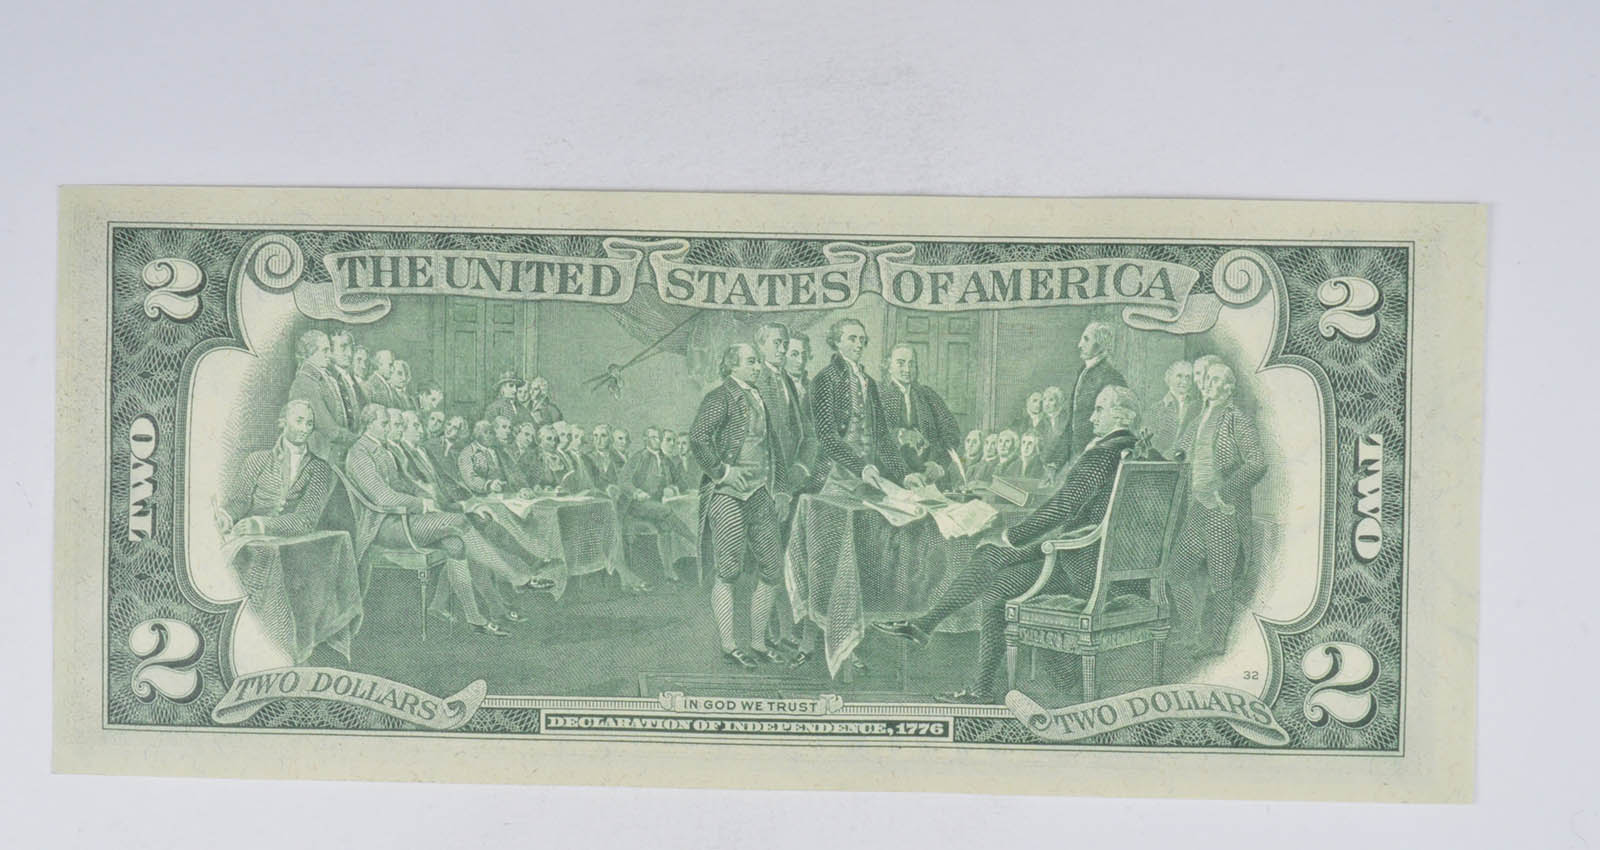 THE UNITED STATES OF AMERICA
2
2
TWO
TWO
2
2
32
TWO DOLLARS
IN GOD WE TRUST
TWO DOLLARS
DECLARATION OF INDEPENDENCE, 1776